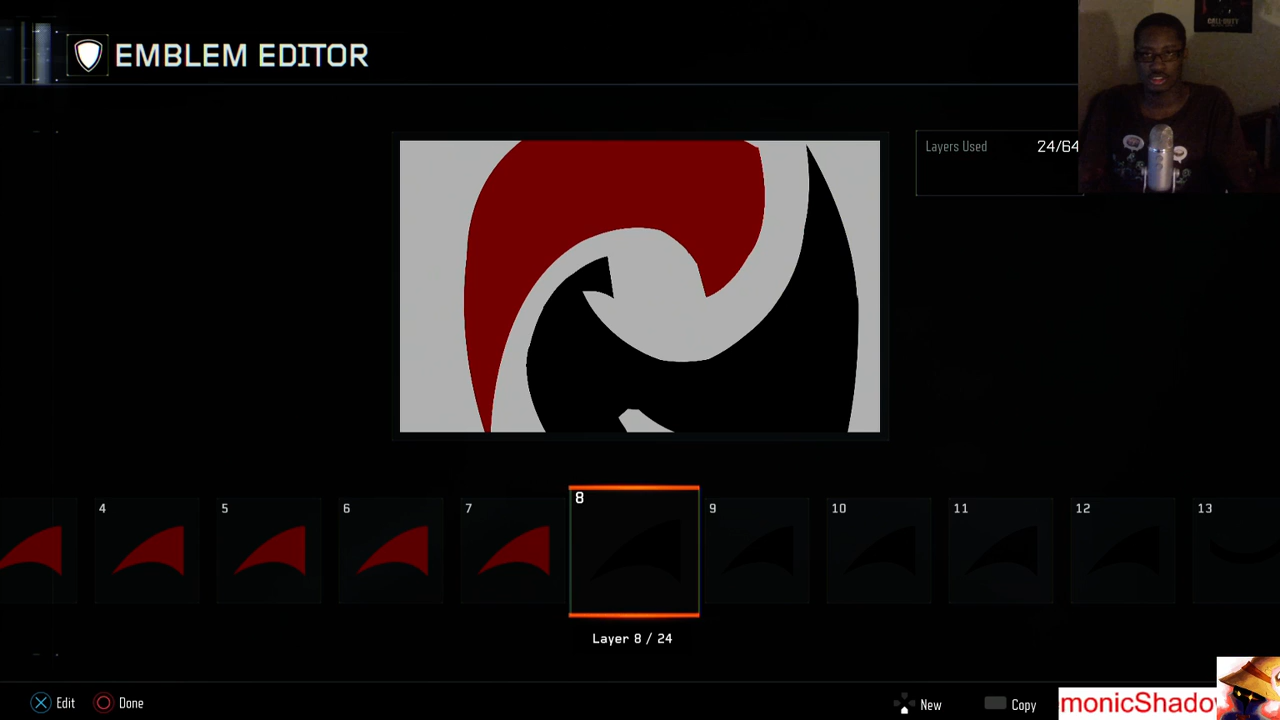 EMBLEM EDITOR
Layers Used 24/64
4 5 6 7 8 9 10 11 12 13
Layer 8 / 24
Edit Done New Copy
monicShado